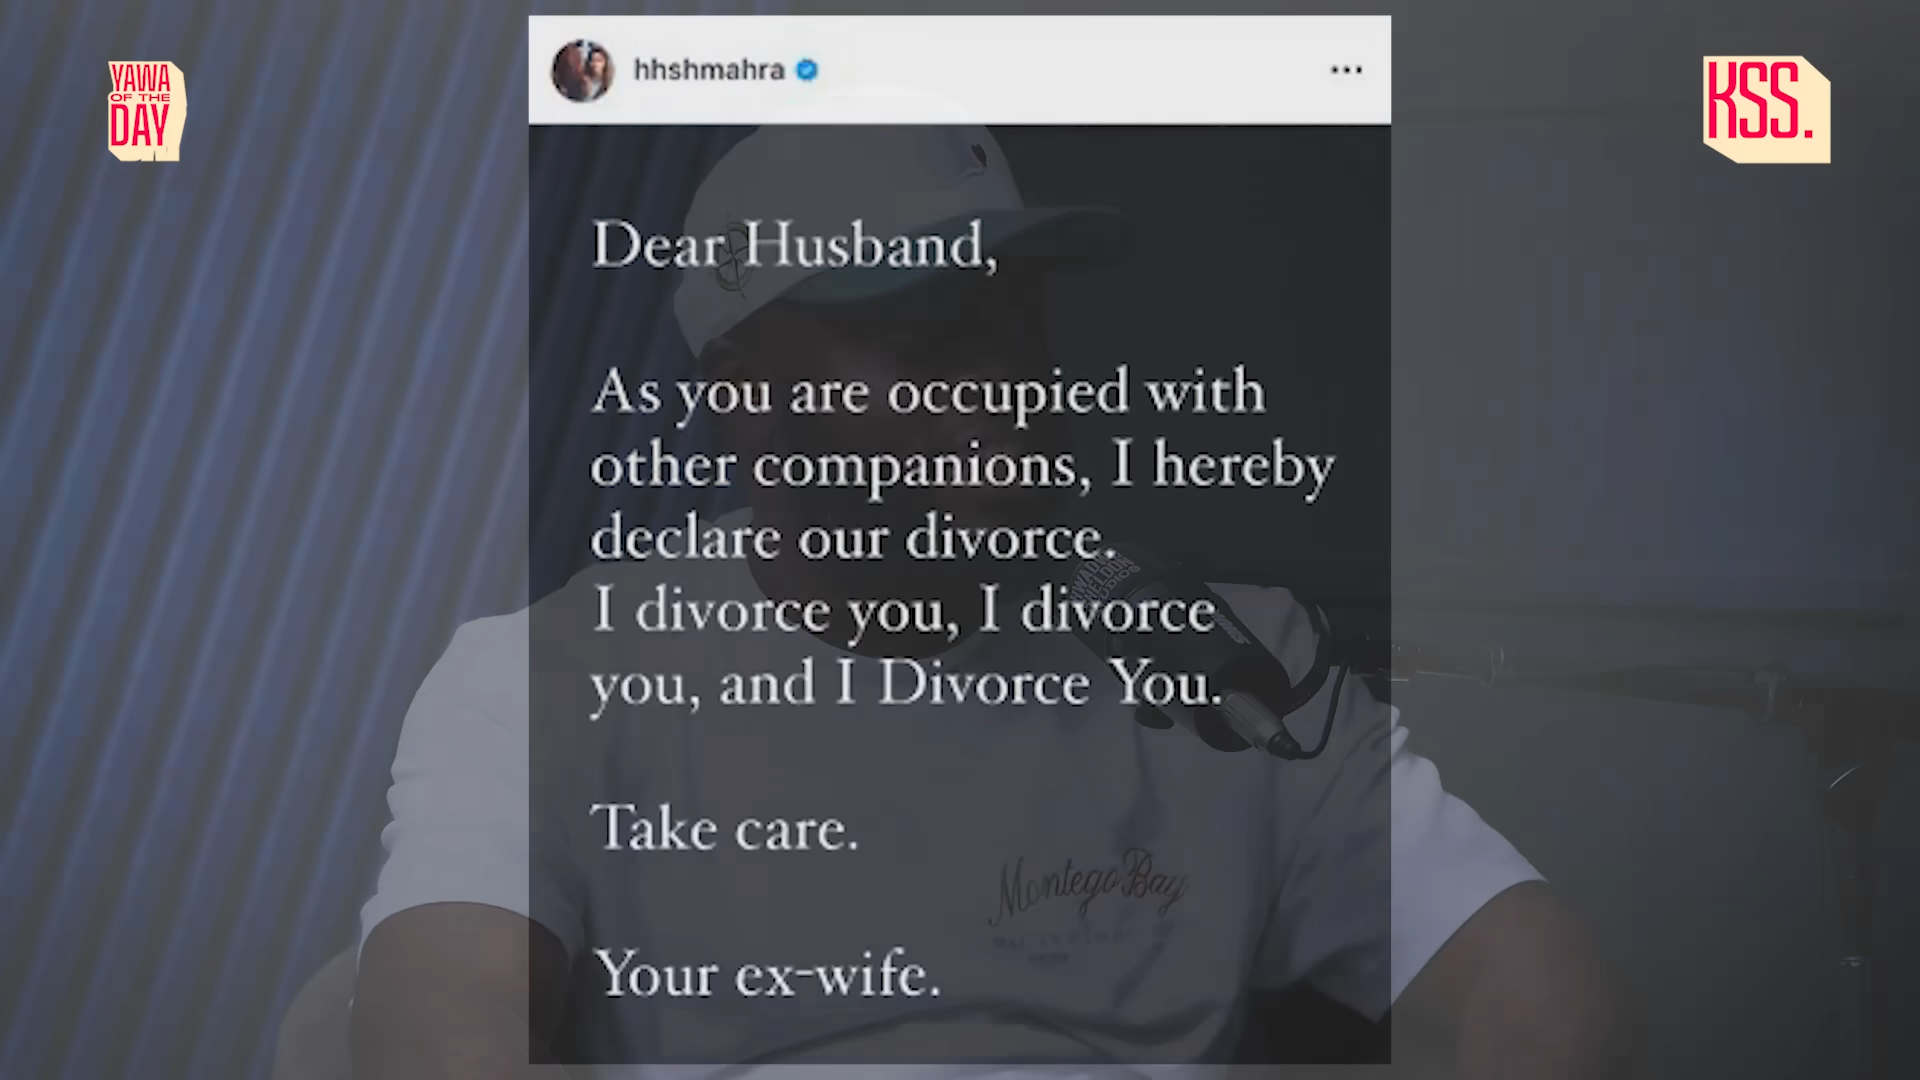 YAWA
OF THE
DAY
KSS.
hhshmahra
Dear Husband,
As you are occupied with
other companions, I hereby
declare our divorce.
I divorce you, I divorce
you, and I Divorce You.
Take care.
Your ex-wife.
Montego Bay